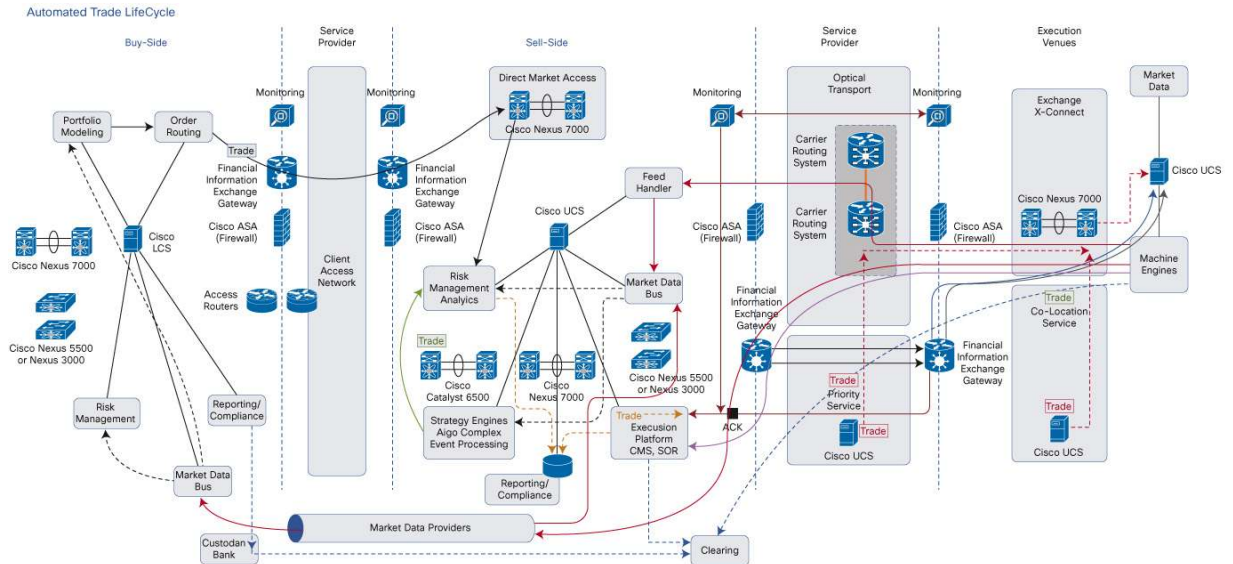 Automated Trade LifeCycle
Buy-Side
Service
Provider
Sell-Side
Service
Provider
Execution
Venues
Portfolio
Modeling
Order
Routing
Trade
Monitoring
Monitoring
Financial
Information
Exchange
Gateway
Financial
Information
Exchange
Gateway
Cisco ASA
(Firewall)
Cisco ASA
(Firewall)
Client
Access
Network
Access
Routers
Cisco
LCS
Cisco Nexus 7000
Cisco Nexus 5500
or Nexus 3000
Risk
Management
Reporting/
Compliance
Market Data
Bus
Custodan
Bank
Market Data Providers
Direct Market Access
Cisco Nexus 7000
Feed
Handler
Cisco UCS
Risk
Management
Analyics
Market Data
Bus
Trade
Cisco
Catalyst 6500
Cisco
Nexus 7000
Cisco Nexus 5500
or Nexus 3000
Strategy Engines
Aigo Complex
Event Processing
Trade
Execusion
Platform
CMS, SOR
Reporting/
Compliance
ACK
Clearing
Monitoring
Monitoring
Cisco ASA
(Firewall)
Cisco ASA
(Firewall)
Financial
Information
Exchange
Gateway
Financial
Information
Exchange
Gateway
Optical
Transport
Carrier
Routing
System
Carrier
Routing
System
Trade
Priority
Service
Trade
Cisco UCS
Exchange
X-Connect
Cisco Nexus 7000
Market
Data
Cisco UCS
Machine
Engines
Trade
Co-Location
Service
Trade
Cisco UCS